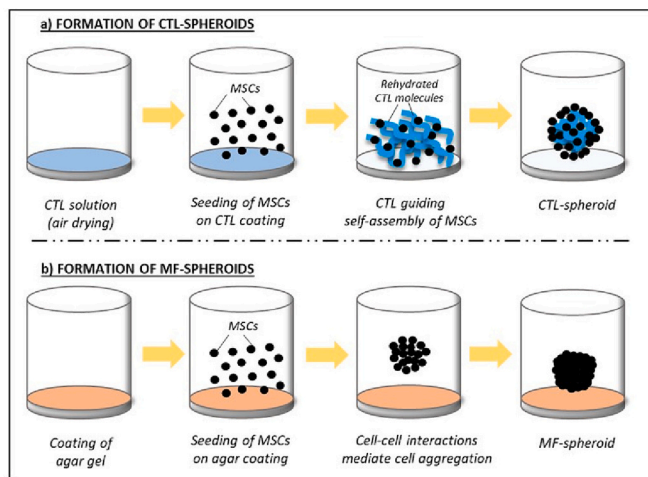 a) FORMATION OF CTL-SPHEROIDS
MSCs
Rehydrated
CTL molecules
CTL solution
(air drying)
Seeding of MSCs
on CTL coating
CTL guiding
self-assembly of MSCs
CTL-spheroid
b) FORMATION OF MF-SPHEROIDS
MSCs
Coating of
agar gel
Seeding of MSCs
on agar coating
Cell-cell interactions
mediate cell aggregation
MF-spheroid